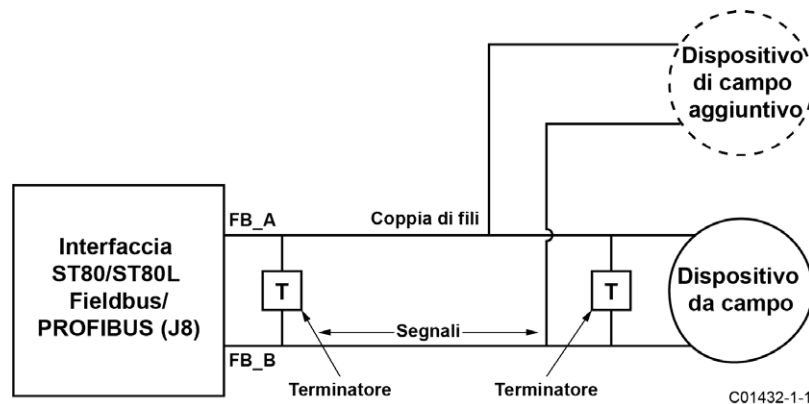 Dispositivo
di campo
aggiuntivo
FB_A
Coppia di fili
Interfaccia
ST80/ST80L
Fieldbus/
PROFIBUS (J8)
T
T
Dispositivo
da campo
Segnali
FB_B
Terminatore
Terminatore
C01432-1-1